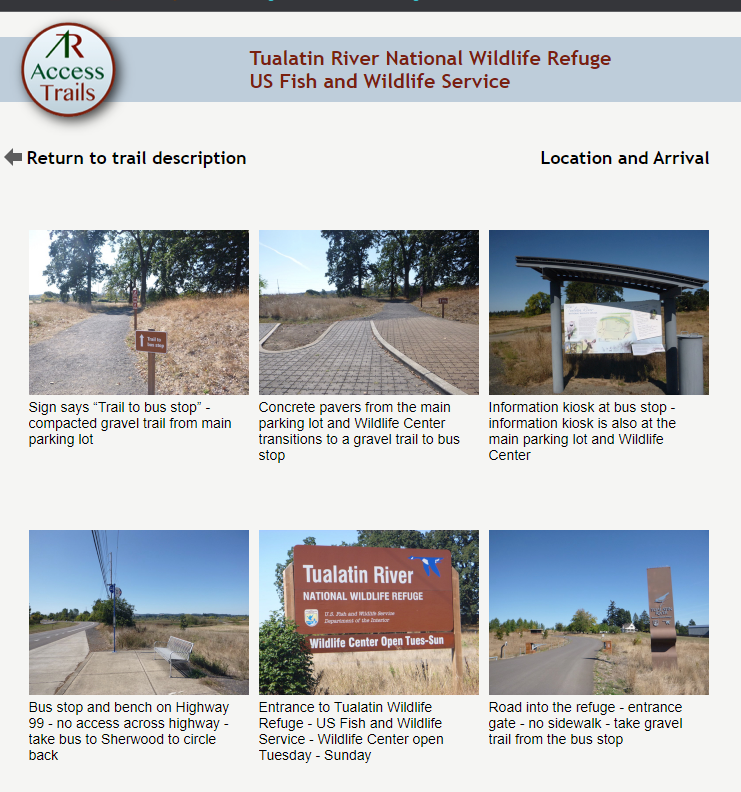 Access
Trails
Tualatin River National Wildlife Refuge
US Fish and Wildlife Service
Return to trail description
Location and Arrival
Trail to
bus stop
Sign says “Trail to bus stop” -
compacted gravel trail from main
parking lot
Concrete pavers from the main
parking lot and Wildlife Center
transitions to a gravel trail to bus
stop
Information kiosk at bus stop -
information kiosk is also at the
main parking lot and Wildlife
Center
Tualatin River
NATIONAL WILDLIFE REFUGE
U.S. Fish and Wildlife Service
Department of the Interior
Wildlife Center Open Tues-Sun
Bus stop and bench on Highway
99 - no access across highway -
take bus to Sherwood to circle
back
Entrance to Tualatin Wildlife
Refuge - US Fish and Wildlife
Service - Wildlife Center open
Tuesday - Sunday
Road into the refuge - entrance
gate - no sidewalk - take gravel
trail from the bus stop